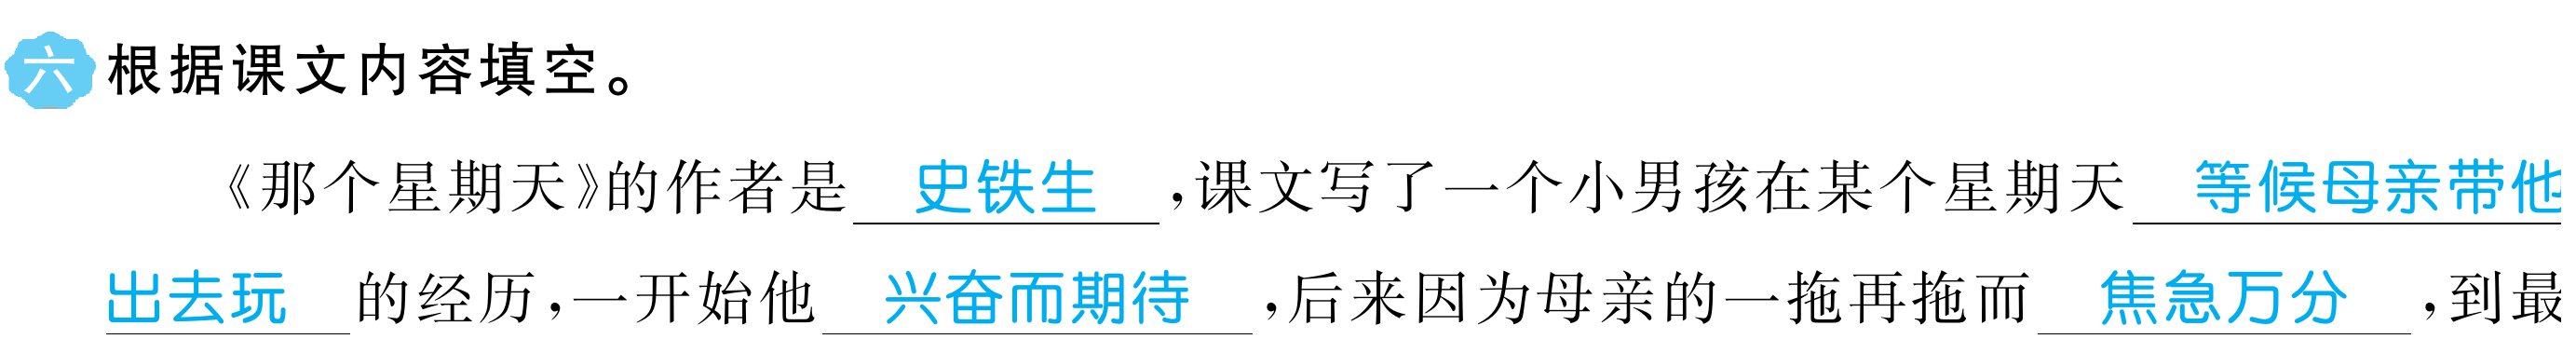 六 根据课文内容填空。
《那个星期天》的作者是 史铁生 ,课文写了一个小男孩在某个星期天 等候母亲带他
出去玩 的经历,一开始他 兴奋而期待 ,后来因为母亲的一拖再拖而 焦急万分 ,到最